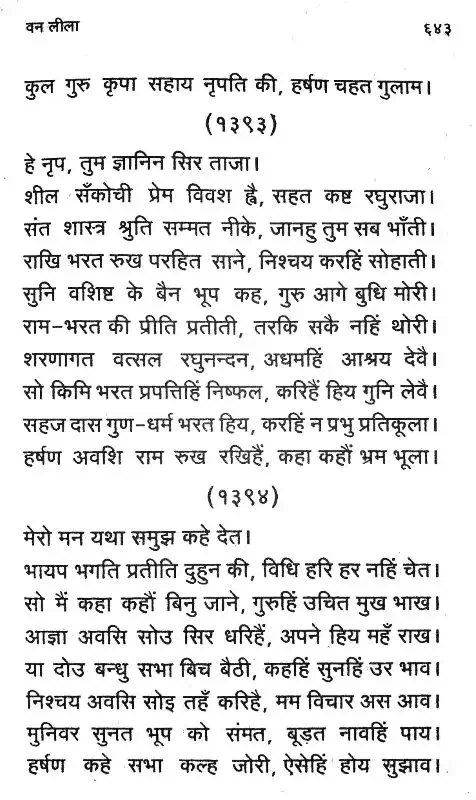 वन लीला
६४३
कुल गुरु कृपा सहाय नृपति की, हर्षण चहत गुलाम।
(१३९३)
हे नृप, तुम ज्ञानिन सिर ताजा।
शील सँकोची प्रेम विवश ह्वै, सहत कष्ट रघुराजा।
संत शास्त्र श्रुति सम्मत नीके, जानहु तुम सब भाँती।
राखि भरत रुख परहित साने, निश्चय करहिं सोहाती।
सुनि वशिष्ट के बैन भूप कह, गुरु आगे बुधि मोरी।
राम-भरत की प्रीति प्रतीती, तरकि सकै नहिं थोरी।
शरणागत वत्सल रघुनन्दन, अधमहिं आश्रय देवै।
सो किमि भरत प्रपत्तिहिं निष्फल, करिहैं हिय गुनि लेवै।
सहज दास गुण-धर्म भरत हिय, करहिं न प्रभु प्रतिकूला।
हर्षण अवशि राम रुख रखिहैं, कहा कहौं भ्रम भूला।
(१३९४)
मेरो मन यथा समुझ कहे देत।
भायप भगति प्रतीति दुहुन की, विधि हरि हर नहिं चेत।
सो मैं कहा कहौं बिनु जाने, गुरुहिं उचित मुख भाख।
आज्ञा अवसि सोउ सिर धरिहैं, अपने हिय महँ राख।
या दोउ बन्धु सभा बिच बैठी, कहहिं सुनहिं उर भाव।
निश्चय अवसि सोइ तहँ करिहै, मम विचार अस आव।
मुनिवर सुनत भूप को संमत, बूड़त नावहिं पाय।
हर्षण कहे सभा कल्ह जोरी, ऐसेहिं होय सुझाव।